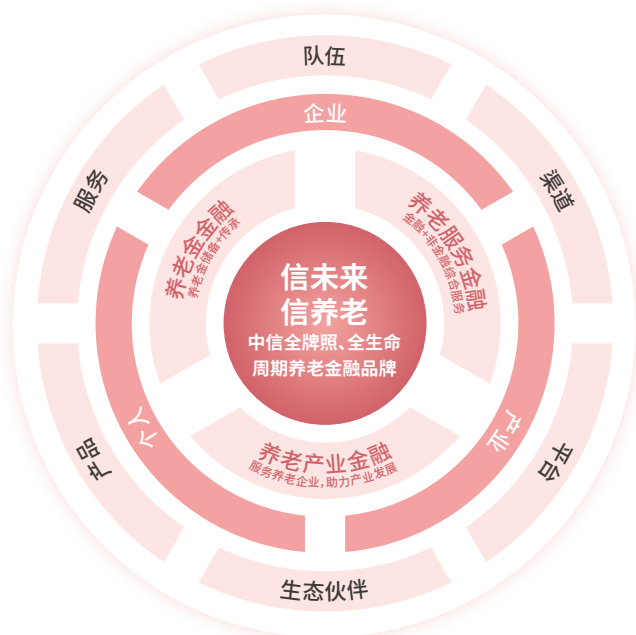 队伍
企业
服务
渠道
养老金金融
养老金储备+传承
养老服务金融
金融+非金融综合服务
信未来
信养老
中信全牌照、全生命
周期养老金融品牌
个人
产业
养老产业金融
服务养老企业,助力产业发展
产品
平台
生态伙伴